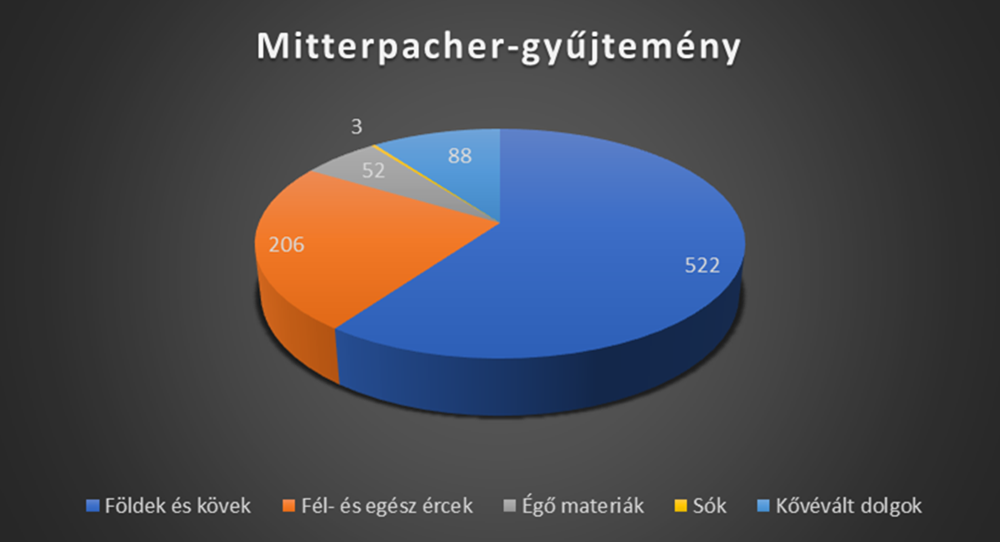 Mitterpacher-gyűjtemény
3
88
52
206
522
Földek és kövek
Fél- és egész ércek
Égő materiák
Sók
Kővévált dolgok